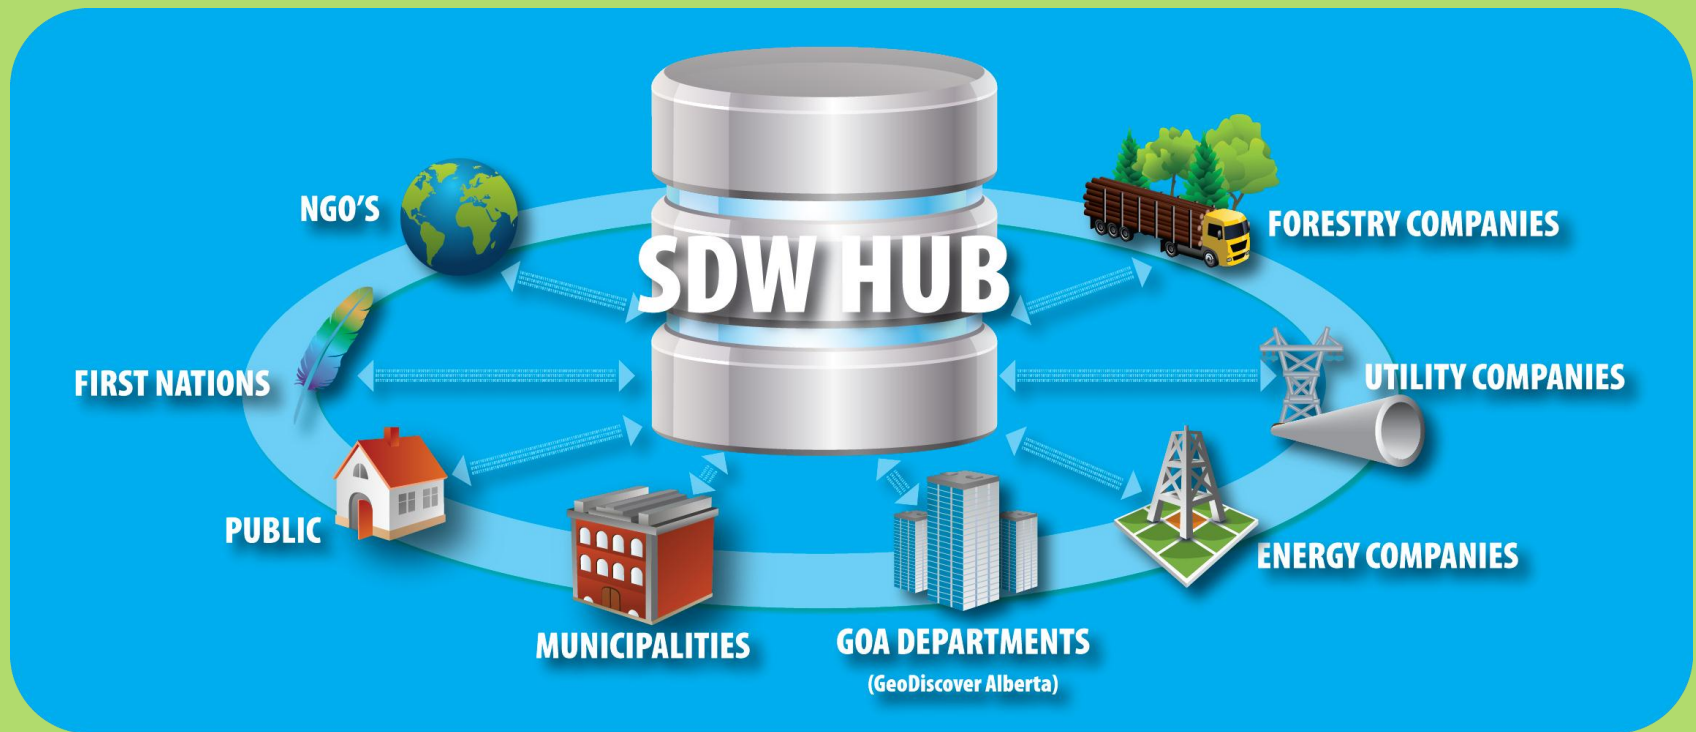 SDW HUB
NGO'S
FORESTRY COMPANIES
FIRST NATIONS
UTILITY COMPANIES
PUBLIC
ENERGY COMPANIES
MUNICIPALITIES
GOA DEPARTMENTS
(GeoDiscover Alberta)